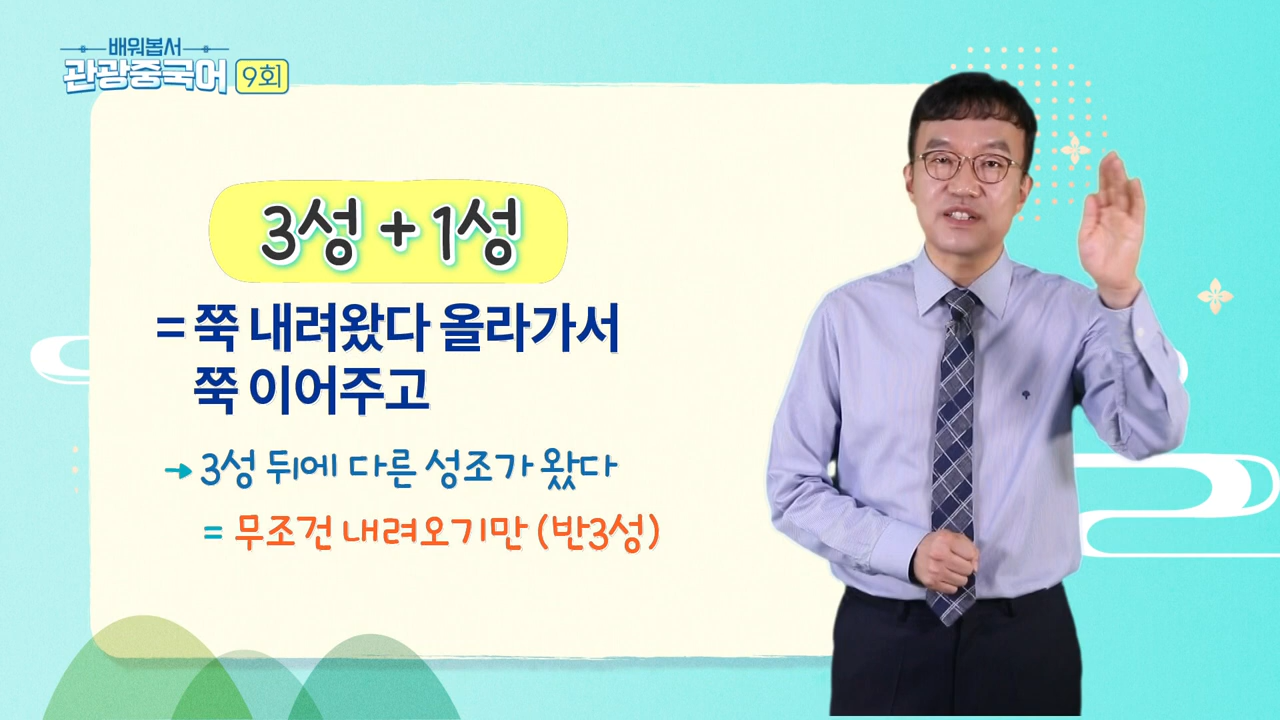 배워봅서
관광중국어 9회
3성 + 1성
= 쭉 내려왔다 올라가서
쭉 이어주고
→ 3성 뒤에 다른 성조가 왔다
= 무조건 내려오기만 (반3성)